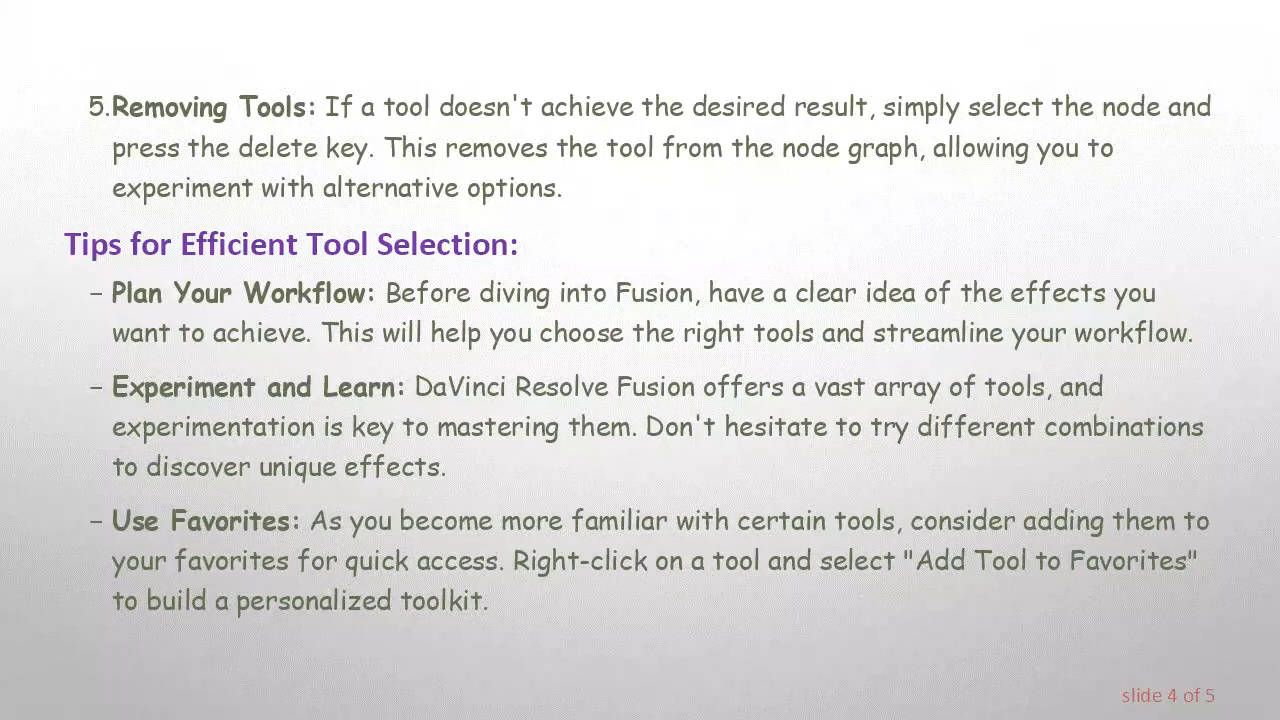 5.Removing Tools: If a tool doesn't achieve the desired result, simply select the node and
press the delete key. This removes the tool from the node graph, allowing you to
experiment with alternative options.
Tips for Efficient Tool Selection:
– Plan Your Workflow: Before diving into Fusion, have a clear idea of the effects you
want to achieve. This will help you choose the right tools and streamline your workflow.
– Experiment and Learn: DaVinci Resolve Fusion offers a vast array of tools, and
experimentation is key to mastering them. Don't hesitate to try different combinations
to discover unique effects.
– Use Favorites: As you become more familiar with certain tools, consider adding them to
your favorites for quick access. Right-click on a tool and select "Add Tool to Favorites"
to build a personalized toolkit.
slide 4 of 5